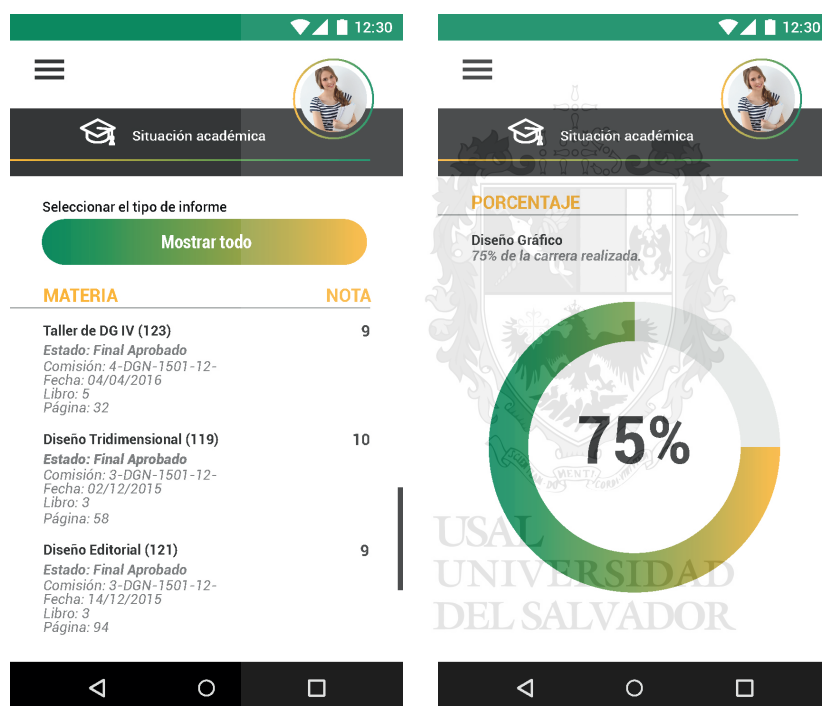 12:30
Situación académica
Seleccionar el tipo de informe
Mostrar todo
MATERIA NOTA
Taller de DG IV (123) 9
Estado: Final Aprobado
Comisión: 4-DGN-1501-12-
Fecha: 04/04/2016
Libro: 5
Página: 32
Diseño Tridimensional (119) 10
Estado: Final Aprobado
Comisión: 3-DGN-1501-12-
Fecha: 02/12/2015
Libro: 3
Página: 58
Diseño Editorial (121) 9
Estado: Final Aprobado
Comisión: 3-DGN-1501-12-
Fecha: 14/12/2015
Libro: 3
Página: 94
12:30
Situación académica
PORCENTAJE
Diseño Gráfico
75% de la carrera realizada.
75%
USAL
UNIVERSIDAD
DEL SALVADOR